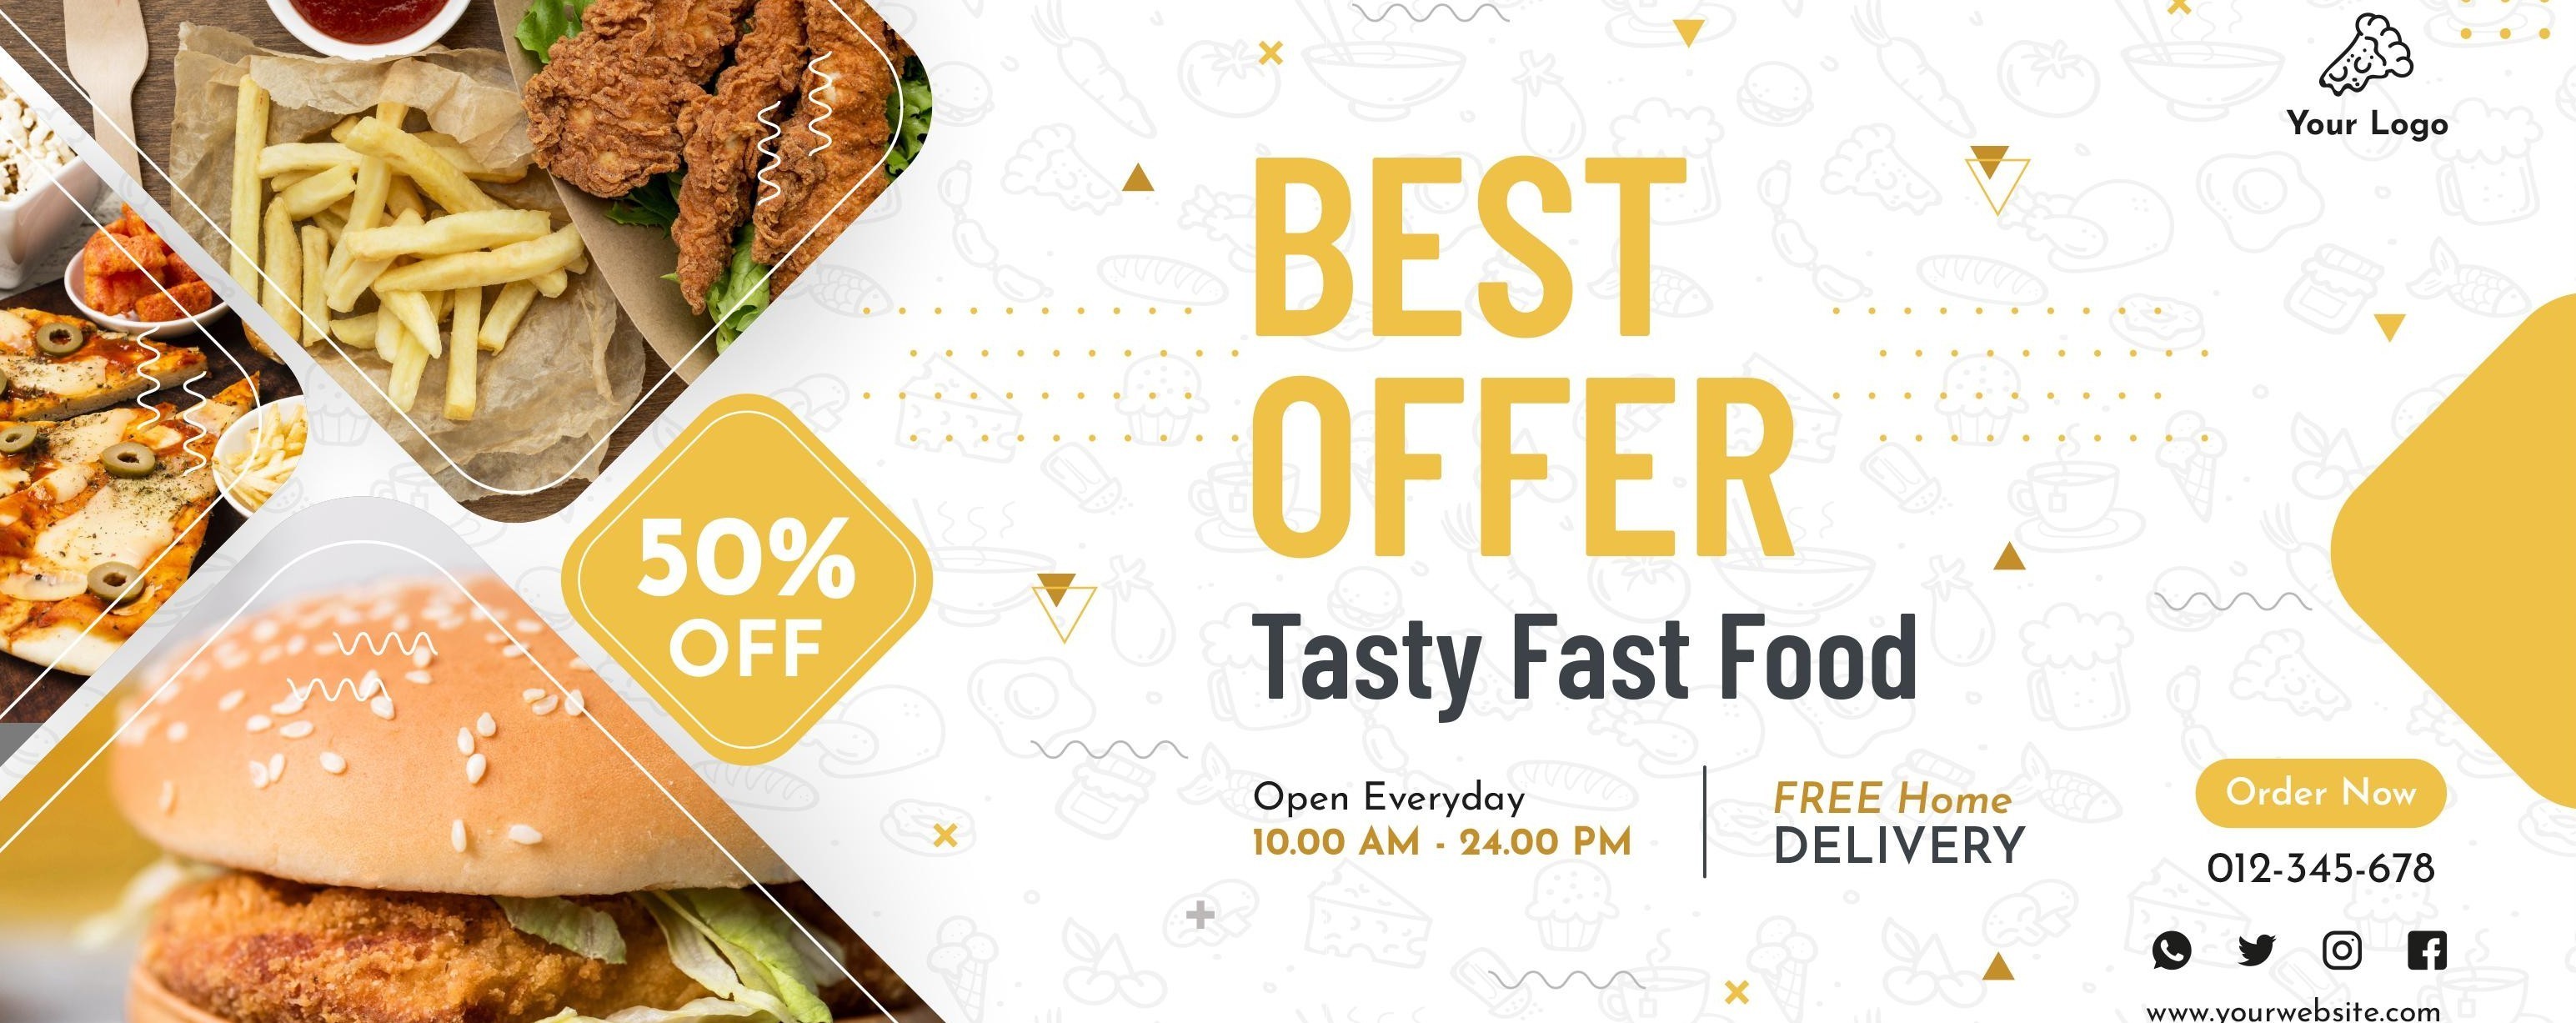 Your Logo
BEST
OFFER
50%
OFF
Tasty Fast Food
Open Everyday
10.00 AM - 24.00 PM
FREE Home
DELIVERY
Order Now
012-345-678
www.yourwebsite.com